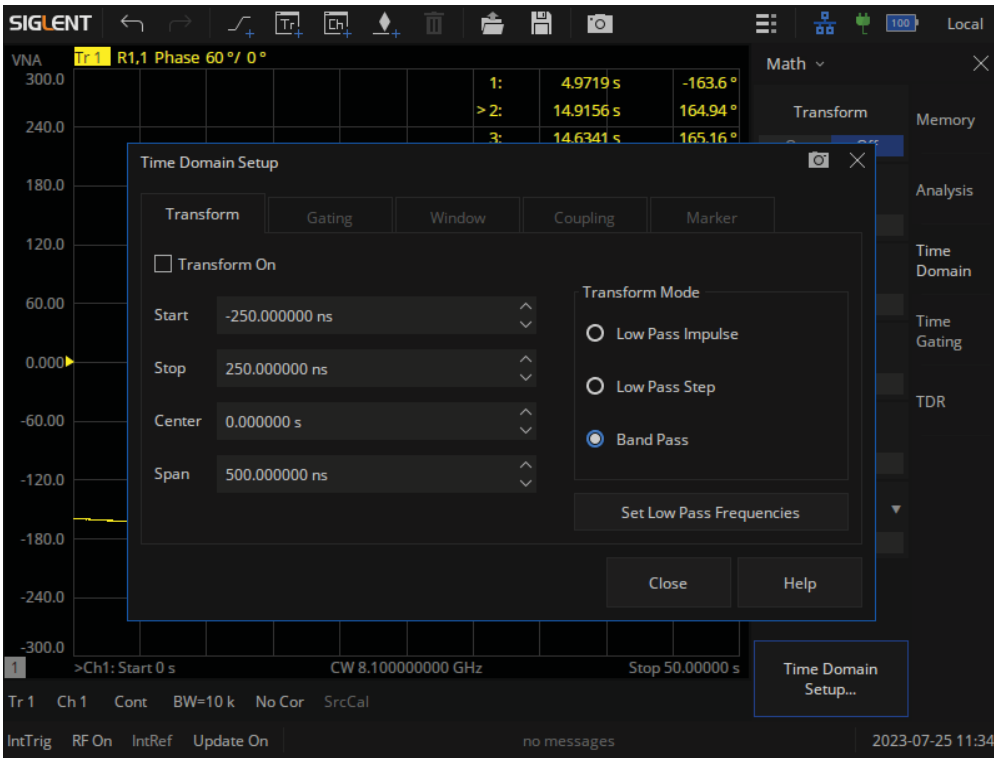 SIGLENT
Tr
Ch
100
Local
VNA
Tr 1 R1,1 Phase 60 °/ 0 °
Math
300.0
1: 4.9719 s -163.6 °
> 2: 14.9156 s 164.94 °
3: 14.6341 s 165.16 °
Transform
Off
Memory
240.0
Time Domain Setup
180.0
Transform
Gating
Window
Coupling
Marker
Analysis
120.0
Transform On
Time
Domain
60.00
Start -250.000000 ns
Transform Mode
Low Pass Impulse
Time
Gating
0.000
Stop 250.000000 ns
Low Pass Step
TDR
-60.00
Center 0.000000 s
Band Pass
-120.0
Span 500.000000 ns
Set Low Pass Frequencies
-180.0
Close
Help
-240.0
-300.0
1 >Ch1: Start 0 s CW 8.100000000 GHz Stop 50.00000 s
Time Domain
Setup...
Tr 1 Ch 1 Cont BW=10 k No Cor SrcCal
IntTrig RF On IntRef Update On no messages 2023-07-25 11:34